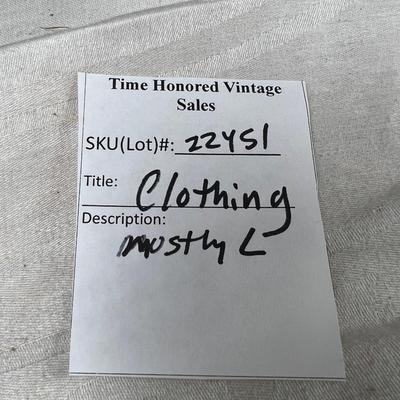 Time Honored Vintage
Sales
SKU(Lot)#: 22451
Title: Clothing
Description:
mostly L